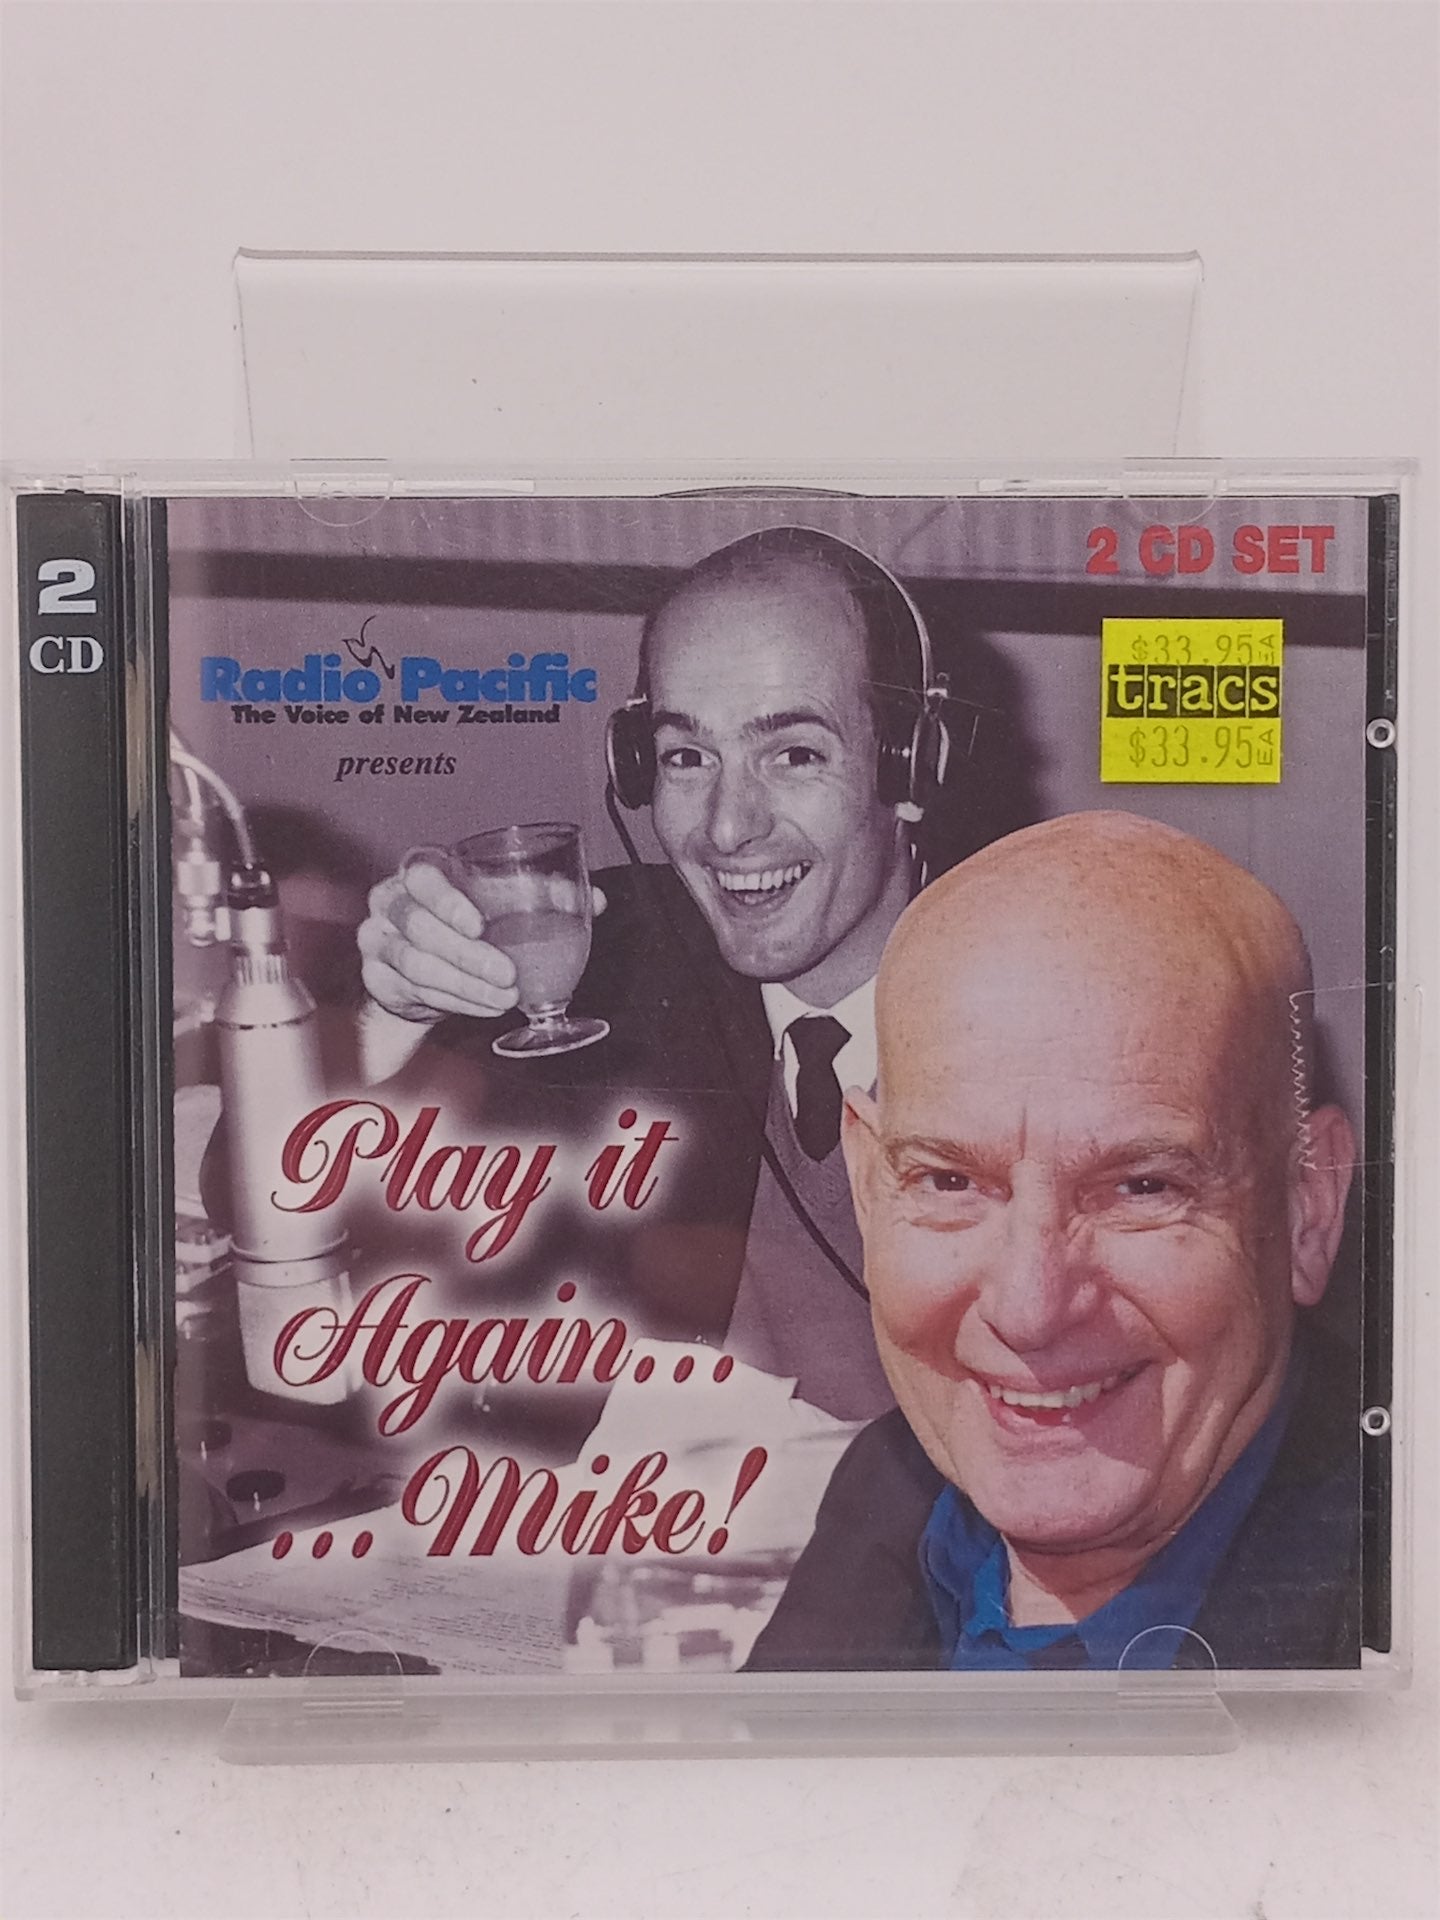 2
CD
2 CD SET
Radio Pacific
The Voice of New Zealand
presents
$33.95EA
tracs
$33.95EA
Play it
Again...
...Mike!